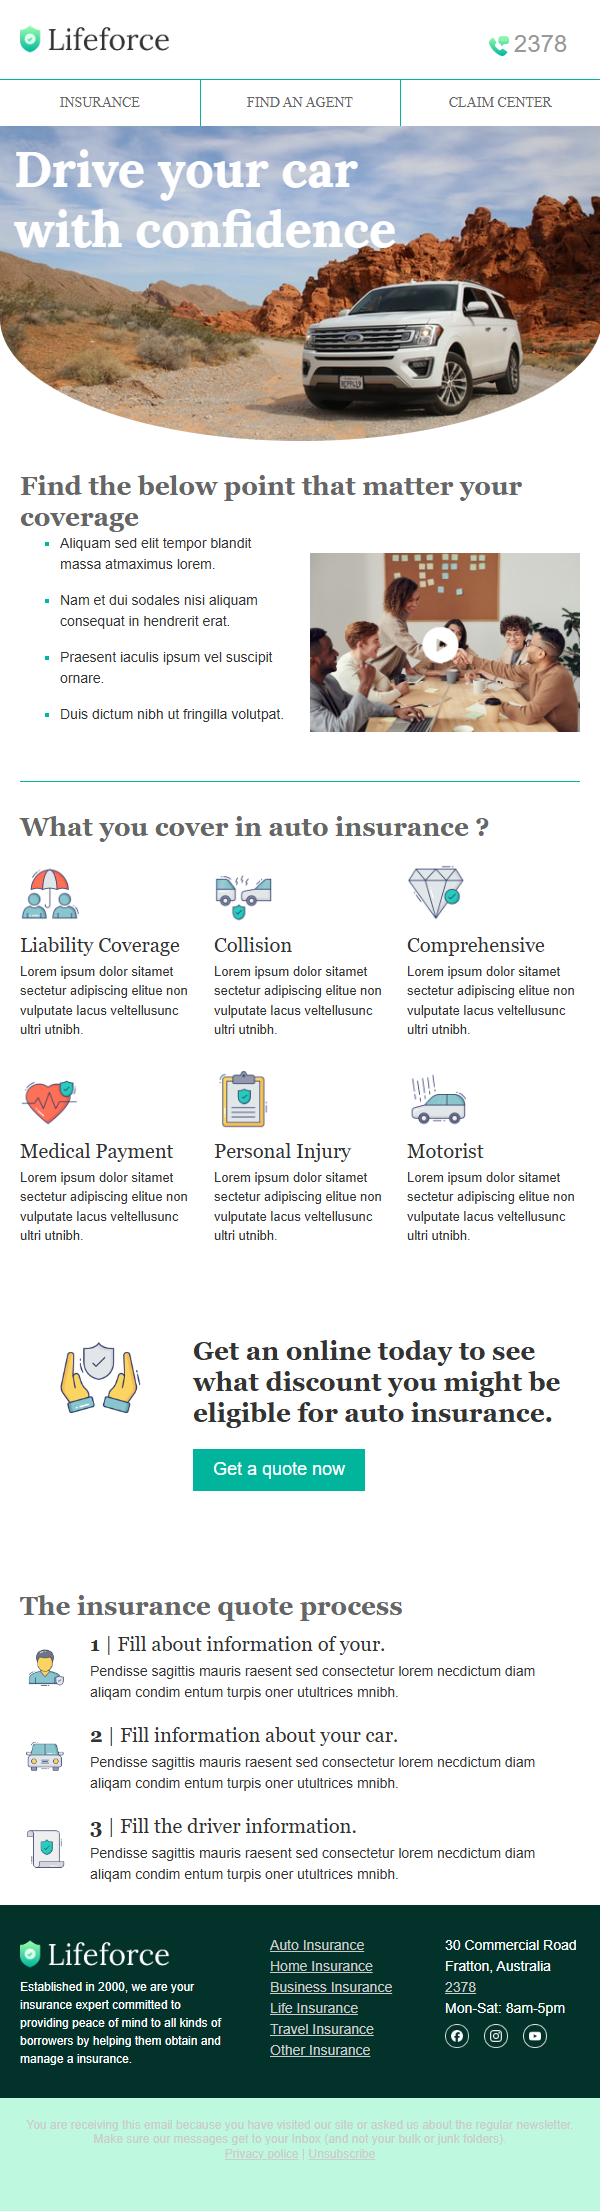 Lifeforce
2378
INSURANCE
FIND AN AGENT
CLAIM CENTER
Drive your car
with confidence
Find the below point that matter your
coverage
Aliquam sed elit tempor blandit
massa atmaximus lorem.
Nam et dui sodales nisi aliquam
consequat in hendrerit erat.
Praesent iaculis ipsum vel suscipit
ornare.
Duis dictum nibh ut fringilla volutpat.
What you cover in auto insurance ?
Liability Coverage
Lorem ipsum dolor sitamet
sectetur adipiscing elitue non
vulputate lacus veltellusunc
ultri utnibh.
Collision
Lorem ipsum dolor sitamet
sectetur adipiscing elitue non
vulputate lacus veltellusunc
ultri utnibh.
Comprehensive
Lorem ipsum dolor sitamet
sectetur adipiscing elitue non
vulputate lacus veltellusunc
ultri utnibh.
Medical Payment
Lorem ipsum dolor sitamet
sectetur adipiscing elitue non
vulputate lacus veltellusunc
ultri utnibh.
Personal Injury
Lorem ipsum dolor sitamet
sectetur adipiscing elitue non
vulputate lacus veltellusunc
ultri utnibh.
Motorist
Lorem ipsum dolor sitamet
sectetur adipiscing elitue non
vulputate lacus veltellusunc
ultri utnibh.
Get an online today to see
what discount you might be
eligible for auto insurance.
Get a quote now
The insurance quote process
1 | Fill about information of your.
Pendisse sagittis mauris raesent sed consectetur lorem necdictum diam
aliqam condim entum turpis oner utultrices mnibh.
2 | Fill information about your car.
Pendisse sagittis mauris raesent sed consectetur lorem necdictum diam
aliqam condim entum turpis oner utultrices mnibh.
3 | Fill the driver information.
Pendisse sagittis mauris raesent sed consectetur lorem necdictum diam
aliqam condim entum turpis oner utultrices mnibh.
Lifeforce
Established in 2000, we are your
insurance expert committed to
providing peace of mind to all kinds of
borrowers by helping them obtain and
manage a insurance.
Auto Insurance
Home Insurance
Business Insurance
Life Insurance
Travel Insurance
Other Insurance
30 Commercial Road
Fratton, Australia
2378
Mon-Sat: 8am-5pm
You are receiving this email because you have visited our site or asked us about the regular newsletter.
Make sure our messages get to your Inbox (and not your bulk or junk folders).
Privacy police | Unsubscribe